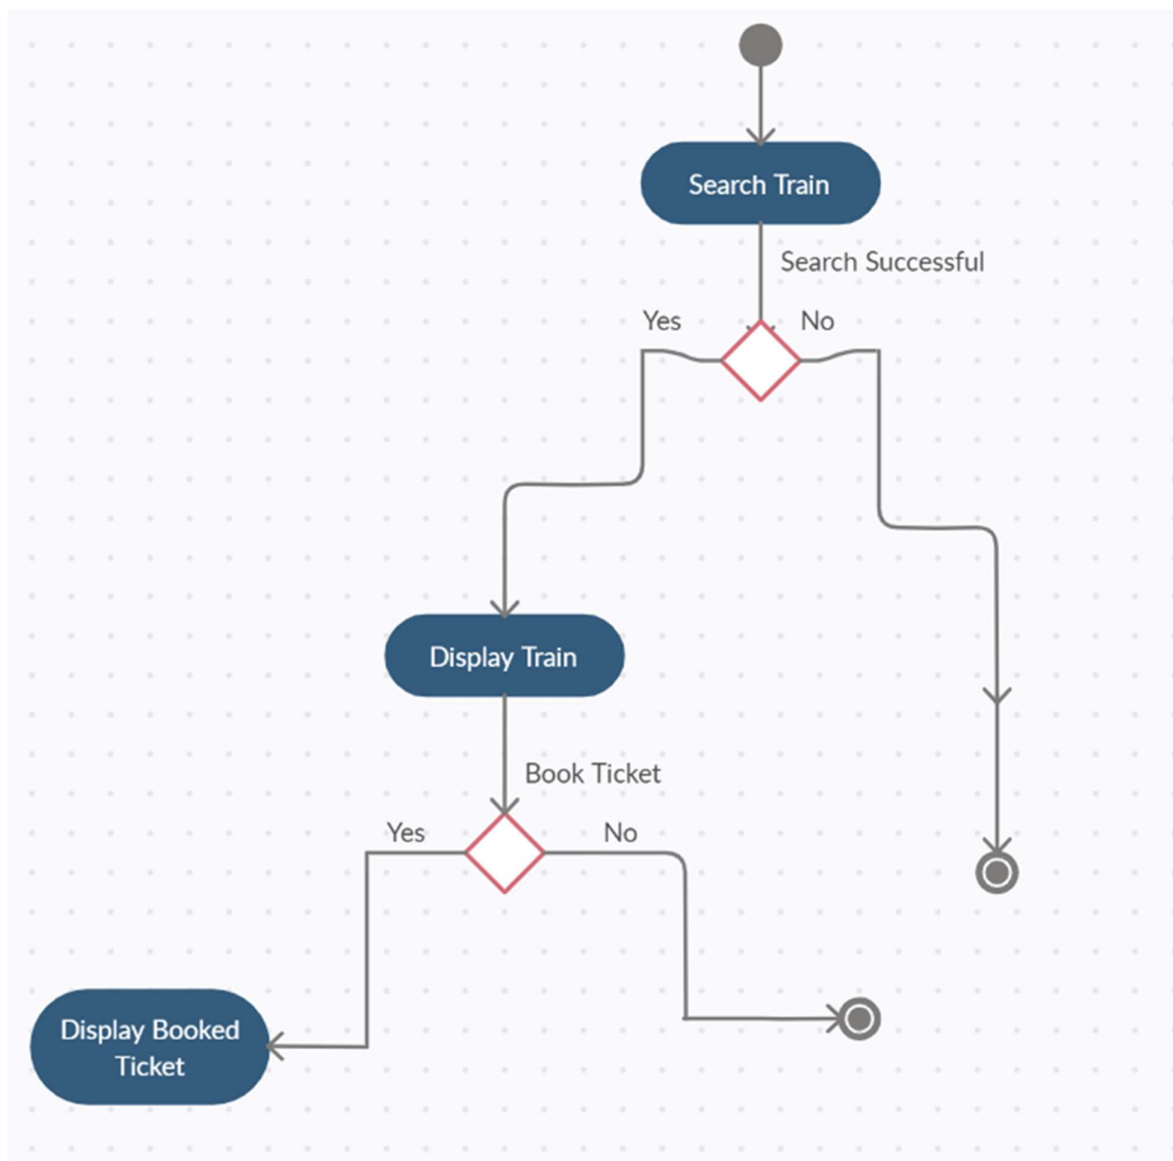 Search Train
Search Successful
Yes
No
Display Train
Book Ticket
Yes
No
Display Booked
Ticket